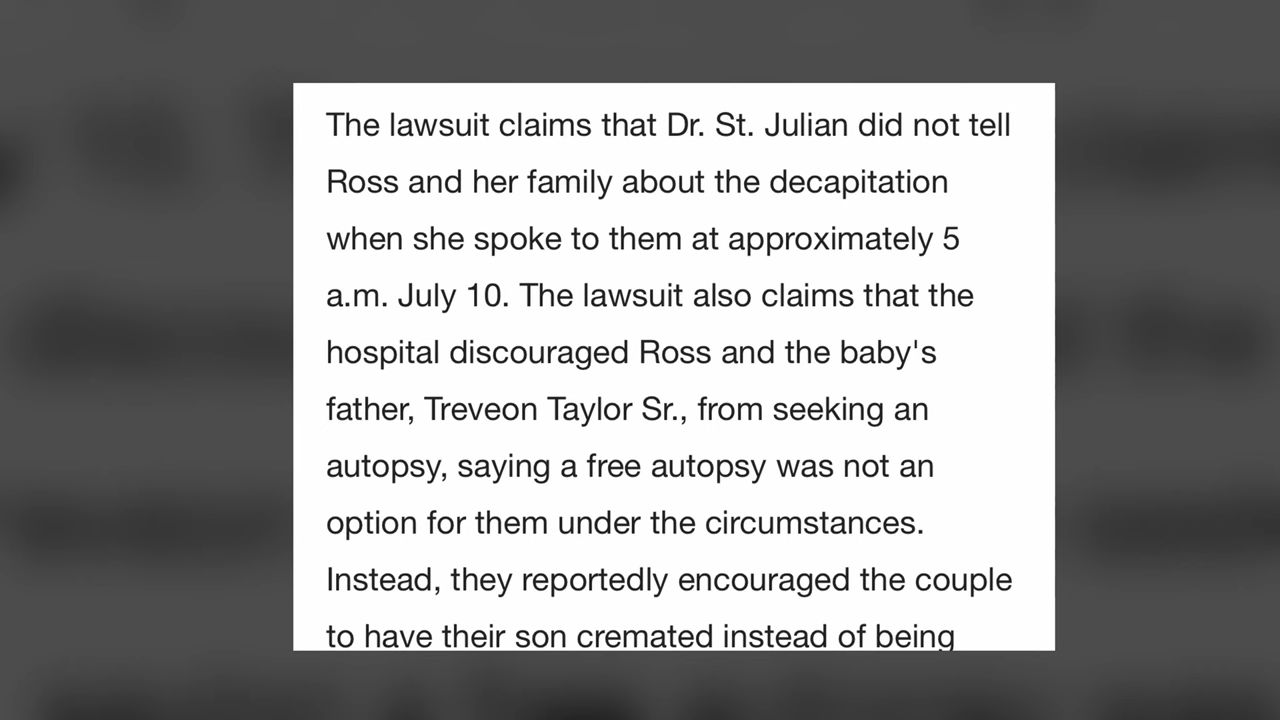 The lawsuit claims that Dr. St. Julian did not tell
Ross and her family about the decapitation
when she spoke to them at approximately 5
a.m. July 10. The lawsuit also claims that the
hospital discouraged Ross and the baby's
father, Treveon Taylor Sr., from seeking an
autopsy, saying a free autopsy was not an
option for them under the circumstances.
Instead, they reportedly encouraged the couple
to have their son cremated instead of being